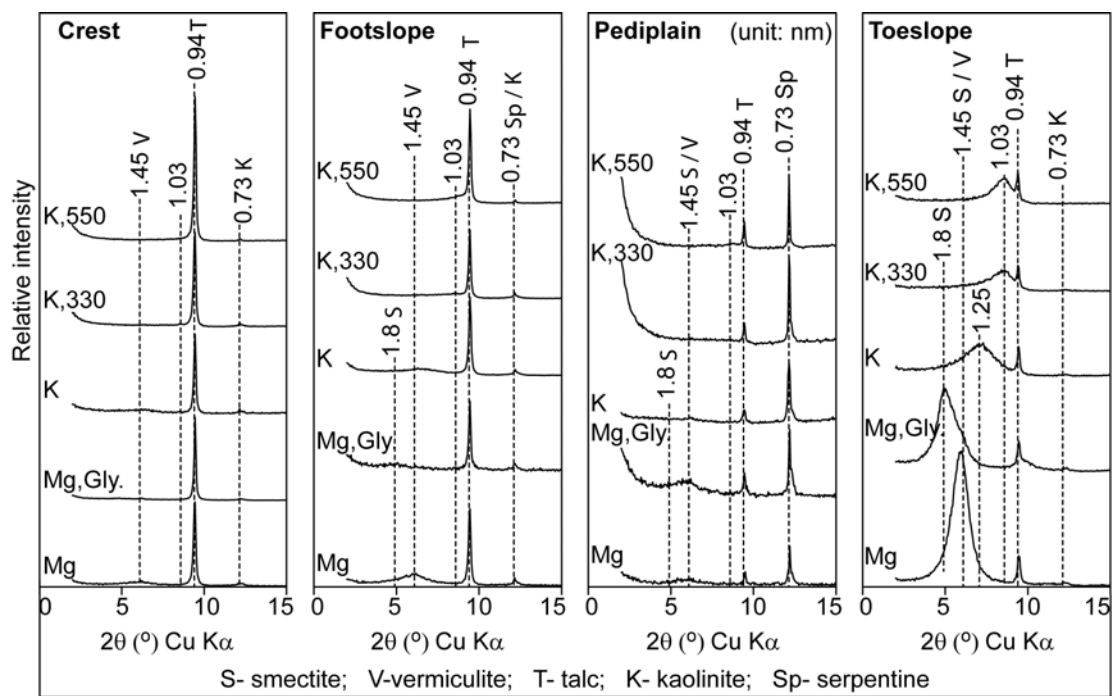 Relative intensity
Crest
0.94 T
1.45 V
1.03
0.73 K
K,550
K,330
K
Mg,Gly.
Mg
0 5 10 15
2θ (°) Cu Kα
Footslope
0.94 T
1.45 V
1.03
0.73 Sp / K
K,550
K,330
1.8 S
K
Mg,Gly
Mg
5 10 15
2θ (°) Cu Kα
Pediplain (unit: nm)
0.94 T
0.73 Sp
1.45 S / V
1.03
K,550
K,330
1.8 S
K
Mg,Gly.
Mg
0 5 10 15
2θ (°) Cu Kα
Toeslope
1.45 S / V
0.94 T
1.03
0.73 K
K,550
1.8 S
K,330
1.25
K
Mg,Gly.
Mg
0 5 10 15
2θ (°) Cu Kα
S- smectite; V-vermiculite; T- talc; K- kaolinite; Sp- serpentine